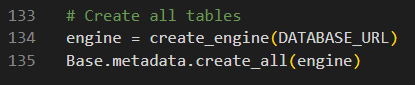 133 # Create all tables
134 engine = create_engine(DATABASE_URL)
135 Base.metadata.create_all(engine)